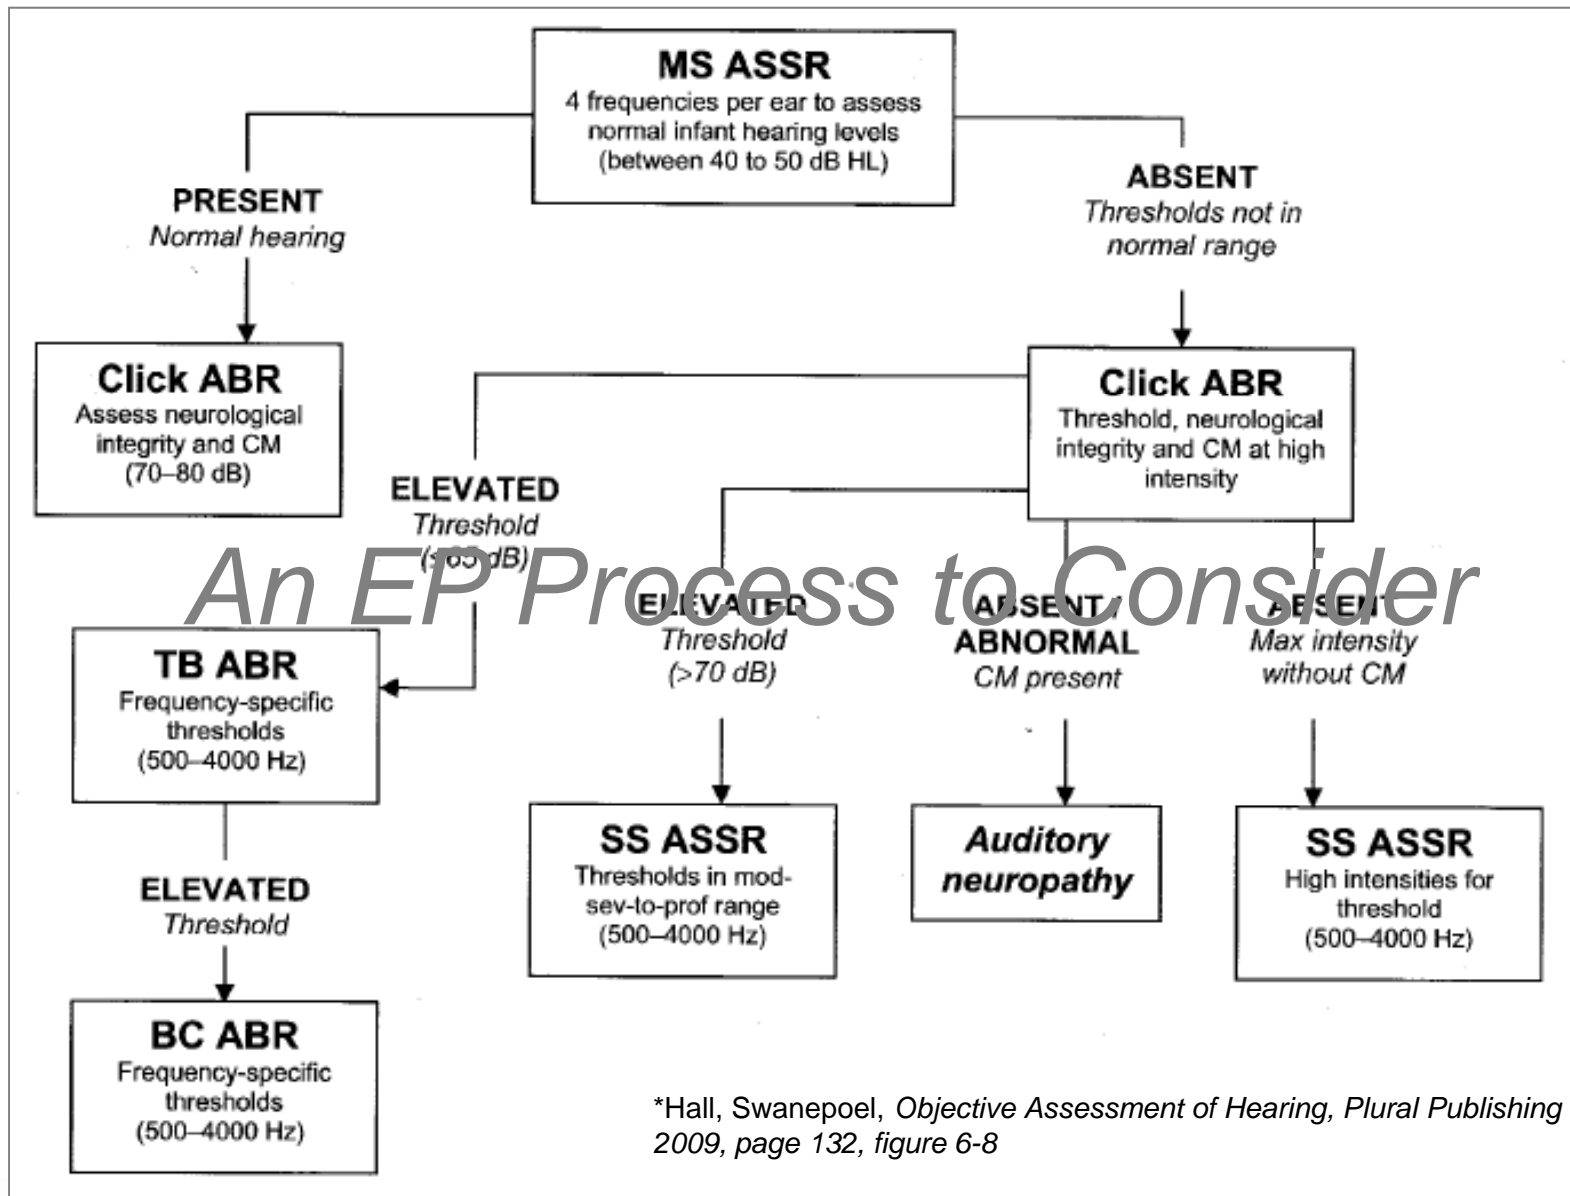 MS ASSR
4 frequencies per ear to assess
normal infant hearing levels
(between 40 to 50 dB HL)
PRESENT
Normal hearing
ABSENT
Thresholds not in
normal range
Click ABR
Assess neurological
integrity and CM
(70–80 dB)
Click ABR
Threshold, neurological
integrity and CM at high
intensity
ELEVATED
Threshold
(≤65 dB)
An EP Process to Consider
ELEVATED
Threshold
(>70 dB)
ABSENT /
ABNORMAL
CM present
ABSENT
Max intensity
without CM
TB ABR
Frequency-specific
thresholds
(500–4000 Hz)
SS ASSR
Thresholds in mod-
sev-to-prof range
(500–4000 Hz)
Auditory
neuropathy
SS ASSR
High intensities for
threshold
(500–4000 Hz)
ELEVATED
Threshold
BC ABR
Frequency-specific
thresholds
(500–4000 Hz)
*Hall, Swanepoel, Objective Assessment of Hearing, Plural Publishing
2009, page 132, figure 6-8